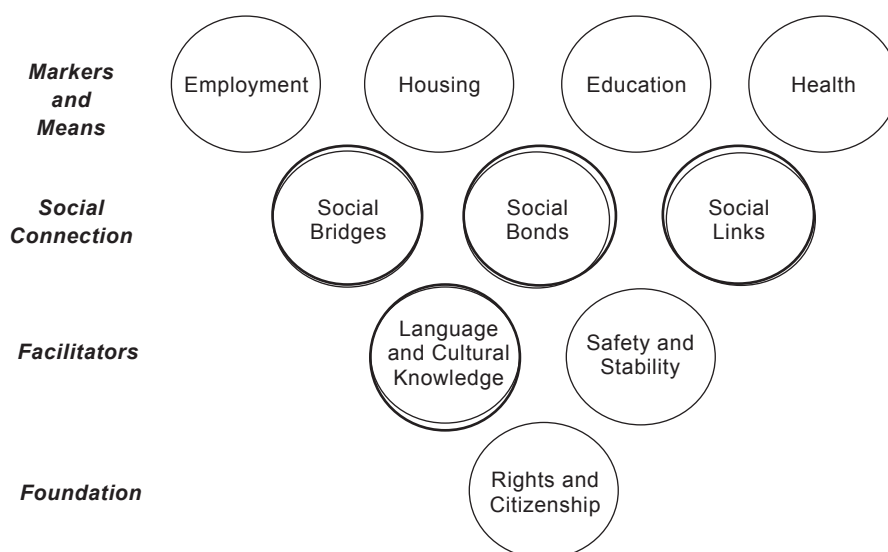 Markers
and
Means
Employment
Housing
Education
Health
Social
Connection
Social
Bridges
Social
Bonds
Social
Links
Facilitators
Language
and Cultural
Knowledge
Safety and
Stability
Foundation
Rights and
Citizenship